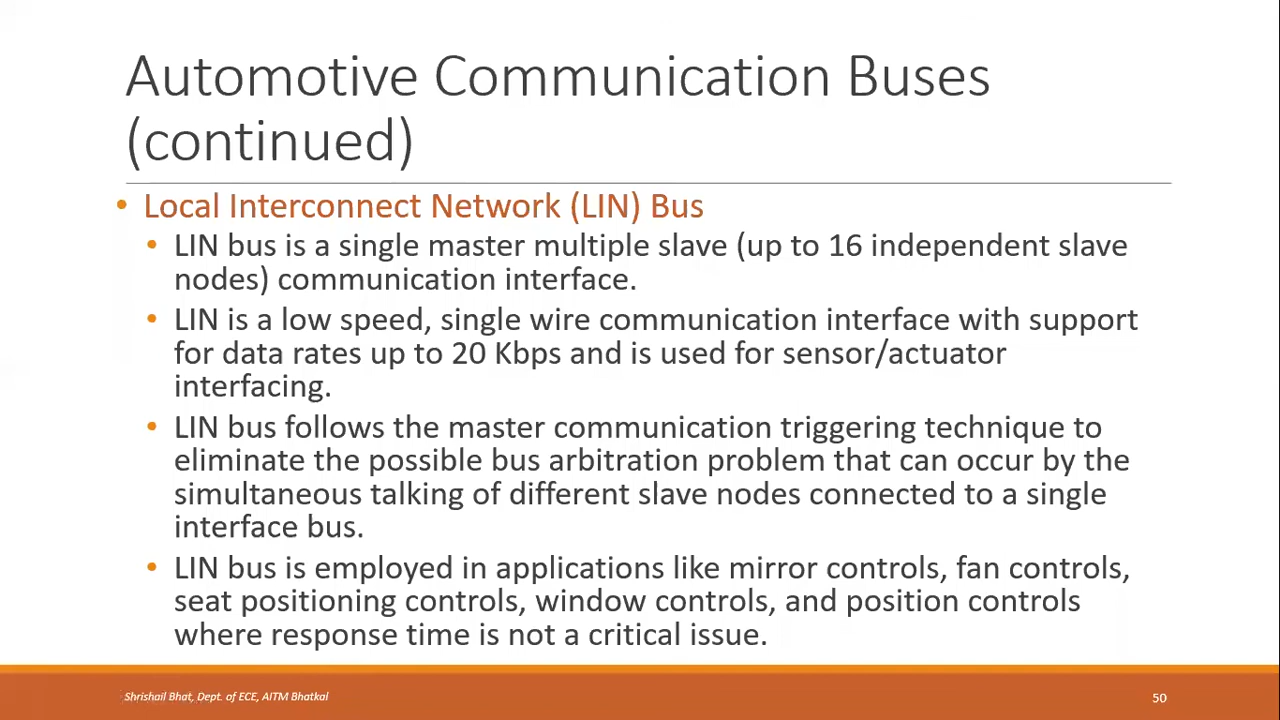 Automotive Communication Buses
(continued)
• Local Interconnect Network (LIN) Bus
• LIN bus is a single master multiple slave (up to 16 independent slave
nodes) communication interface.
• LIN is a low speed, single wire communication interface with support
for data rates up to 20 Kbps and is used for sensor/actuator
interfacing.
• LIN bus follows the master communication triggering technique to
eliminate the possible bus arbitration problem that can occur by the
simultaneous talking of different slave nodes connected to a single
interface bus.
• LIN bus is employed in applications like mirror controls, fan controls,
seat positioning controls, window controls, and position controls
where response time is not a critical issue.
Shrishail Bhat, Dept. of ECE, AITM Bhatkal
50